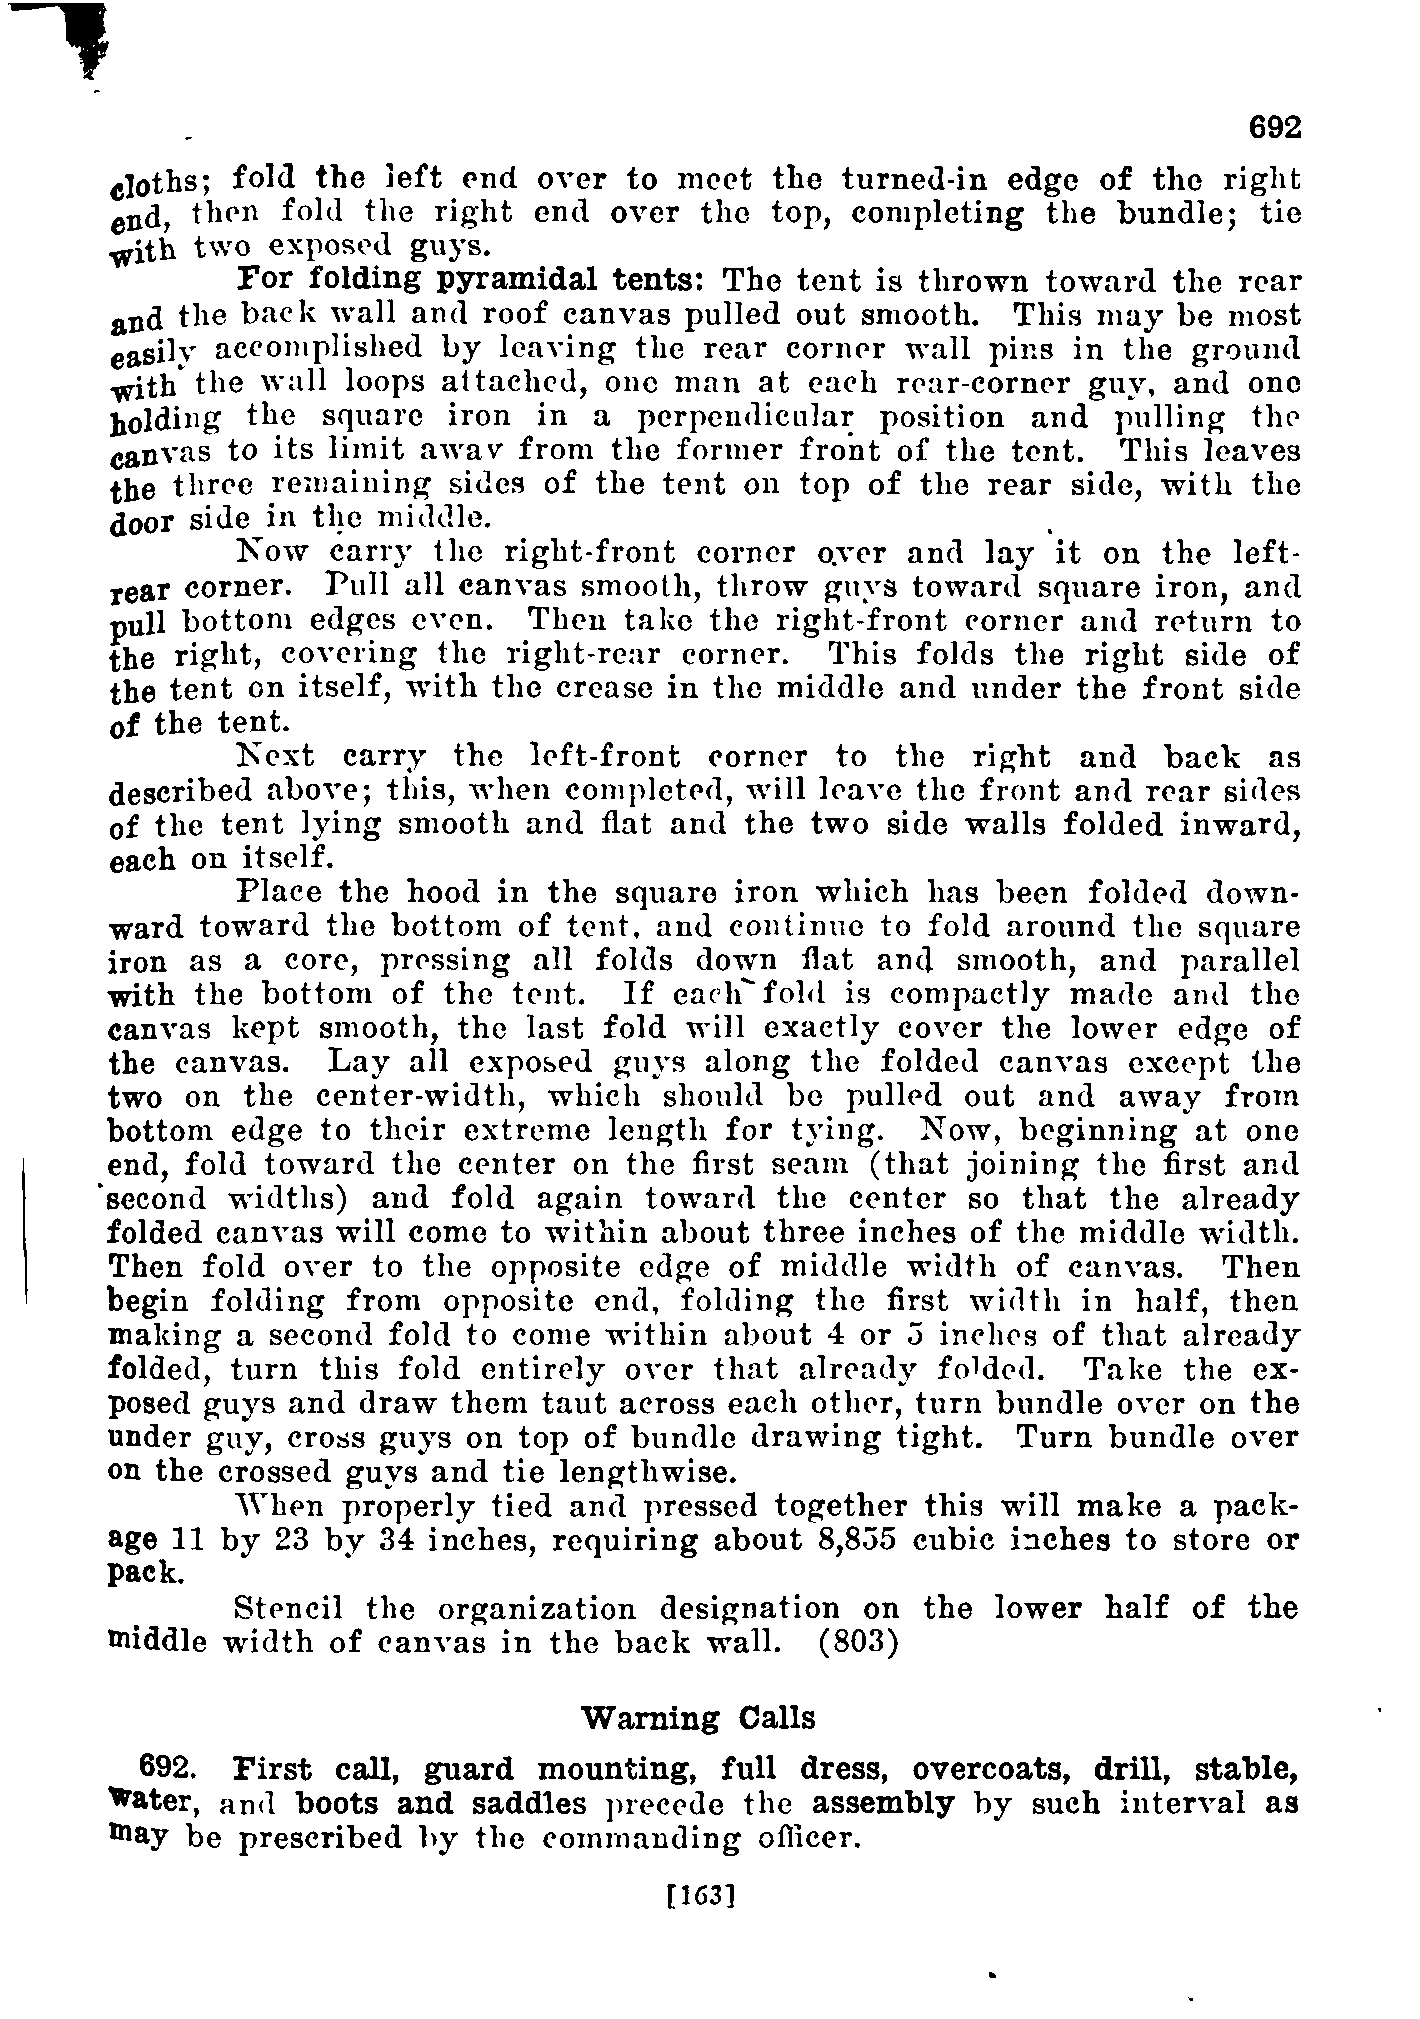 692
cloths; fold the left end over to meet the turned-in edge of the right
end, then fold the right end over the top, completing the bundle; tie
with two exposed guys.
For folding pyramidal tents: The tent is thrown toward the rear
and the back wall and roof canvas pulled out smooth. This may be most
easily accomplished by leaving the rear corner wall pins in the ground
with the wall loops attached, one man at each rear-corner guy, and one
holding the square iron in a perpendicular position and pulling the
canvas to its limit away from the former front of the tent. This leaves
the three remaining sides of the tent on top of the rear side, with the
door side in the middle.
Now carry the right-front corner over and lay it on the left-
rear corner. Pull all canvas smooth, throw guys toward square iron, and
pull bottom edges even. Then take the right-front corner and return to
the right, covering the right-rear corner. This folds the right side of
the tent on itself, with the crease in the middle and under the front side
of the tent.
Next carry the left-front corner to the right and back as
described above; this, when completed, will leave the front and rear sides
of the tent lying smooth and flat and the two side walls folded inward,
each on itself.
Place the hood in the square iron which has been folded down-
ward toward the bottom of tent, and continue to fold around the square
iron as a core, pressing all folds down flat and smooth, and parallel
with the bottom of the tent. If each fold is compactly made and the
canvas kept smooth, the last fold will exactly cover the lower edge of
the canvas. Lay all exposed guys along the folded canvas except the
two on the center-width, which should be pulled out and away from
bottom edge to their extreme length for tying. Now, beginning at one
end, fold toward the center on the first seam (that joining the first and
second widths) and fold again toward the center so that the already
folded canvas will come to within about three inches of the middle width.
Then fold over to the opposite edge of middle width of canvas. Then
begin folding from opposite end, folding the first width in half, then
making a second fold to come within about 4 or 5 inches of that already
folded, turn this fold entirely over that already folded. Take the ex-
posed guys and draw them taut across each other, turn bundle over on the
under guy, cross guys on top of bundle drawing tight. Turn bundle over
on the crossed guys and tie lengthwise.
When properly tied and pressed together this will make a pack-
age 11 by 23 by 34 inches, requiring about 8,855 cubic inches to store or
pack.
Stencil the organization designation on the lower half of the
middle width of canvas in the back wall. (803)
Warning Calls
692. First call, guard mounting, full dress, overcoats, drill, stable,
water, and boots and saddles precede the assembly by such interval as
may be prescribed by the commanding officer.
[163]